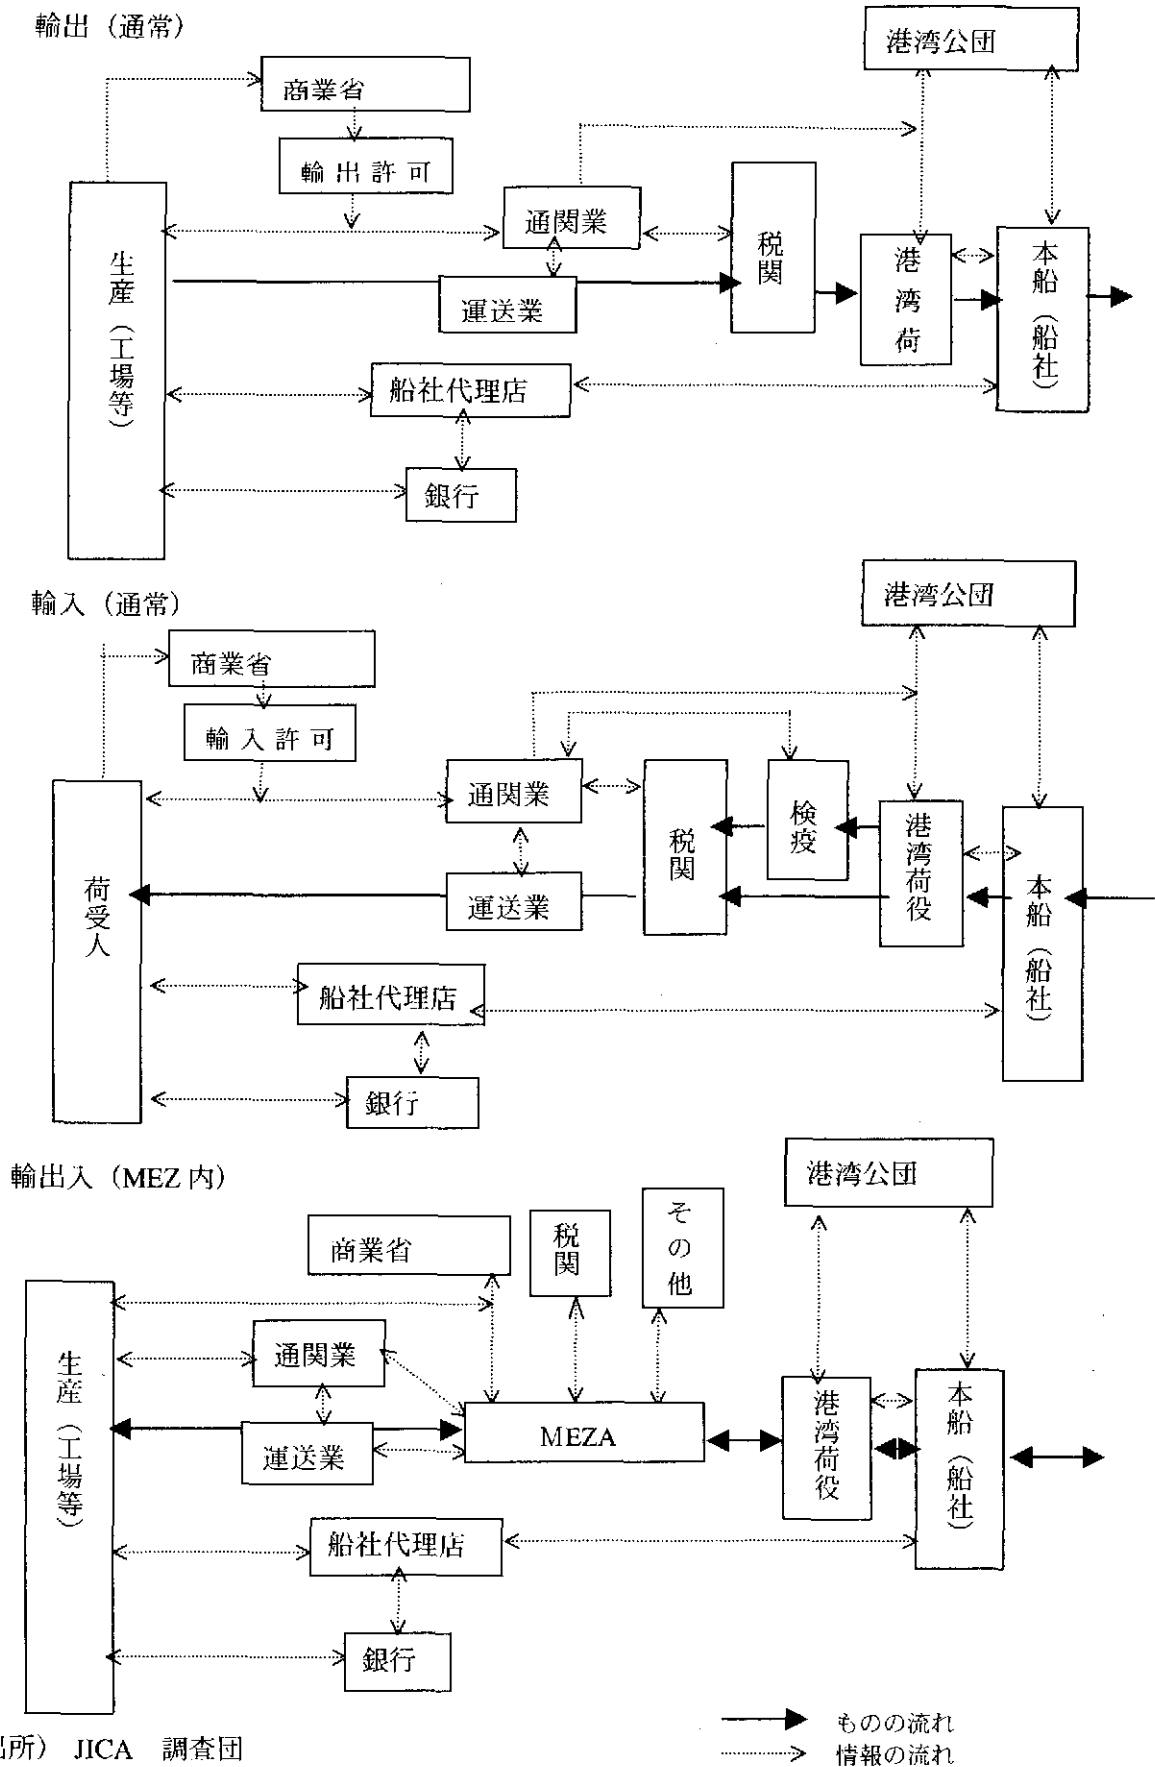 輸出（通常）
港湾公団
商業省
輸出許可
通関業
税関
生産（工場等）
運送業
港湾荷
本船（船社）
船社代理店
銀行
輸入（通常）
港湾公団
商業省
輸入許可
通関業
税関
検疫
港湾荷役
荷受人
運送業
本船（船社）
船社代理店
銀行
輸出入（MEZ内）
港湾公団
商業省
税関
その他
生産（工場等）
通関業
運送業
MEZA
港湾荷役
本船（船社）
船社代理店
銀行
ものの流れ
所） JICA 調査団
情報の流れ